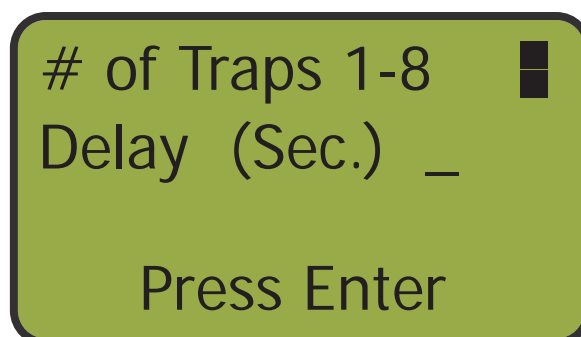 # of Traps 1-8
Delay (Sec.) _
Press Enter